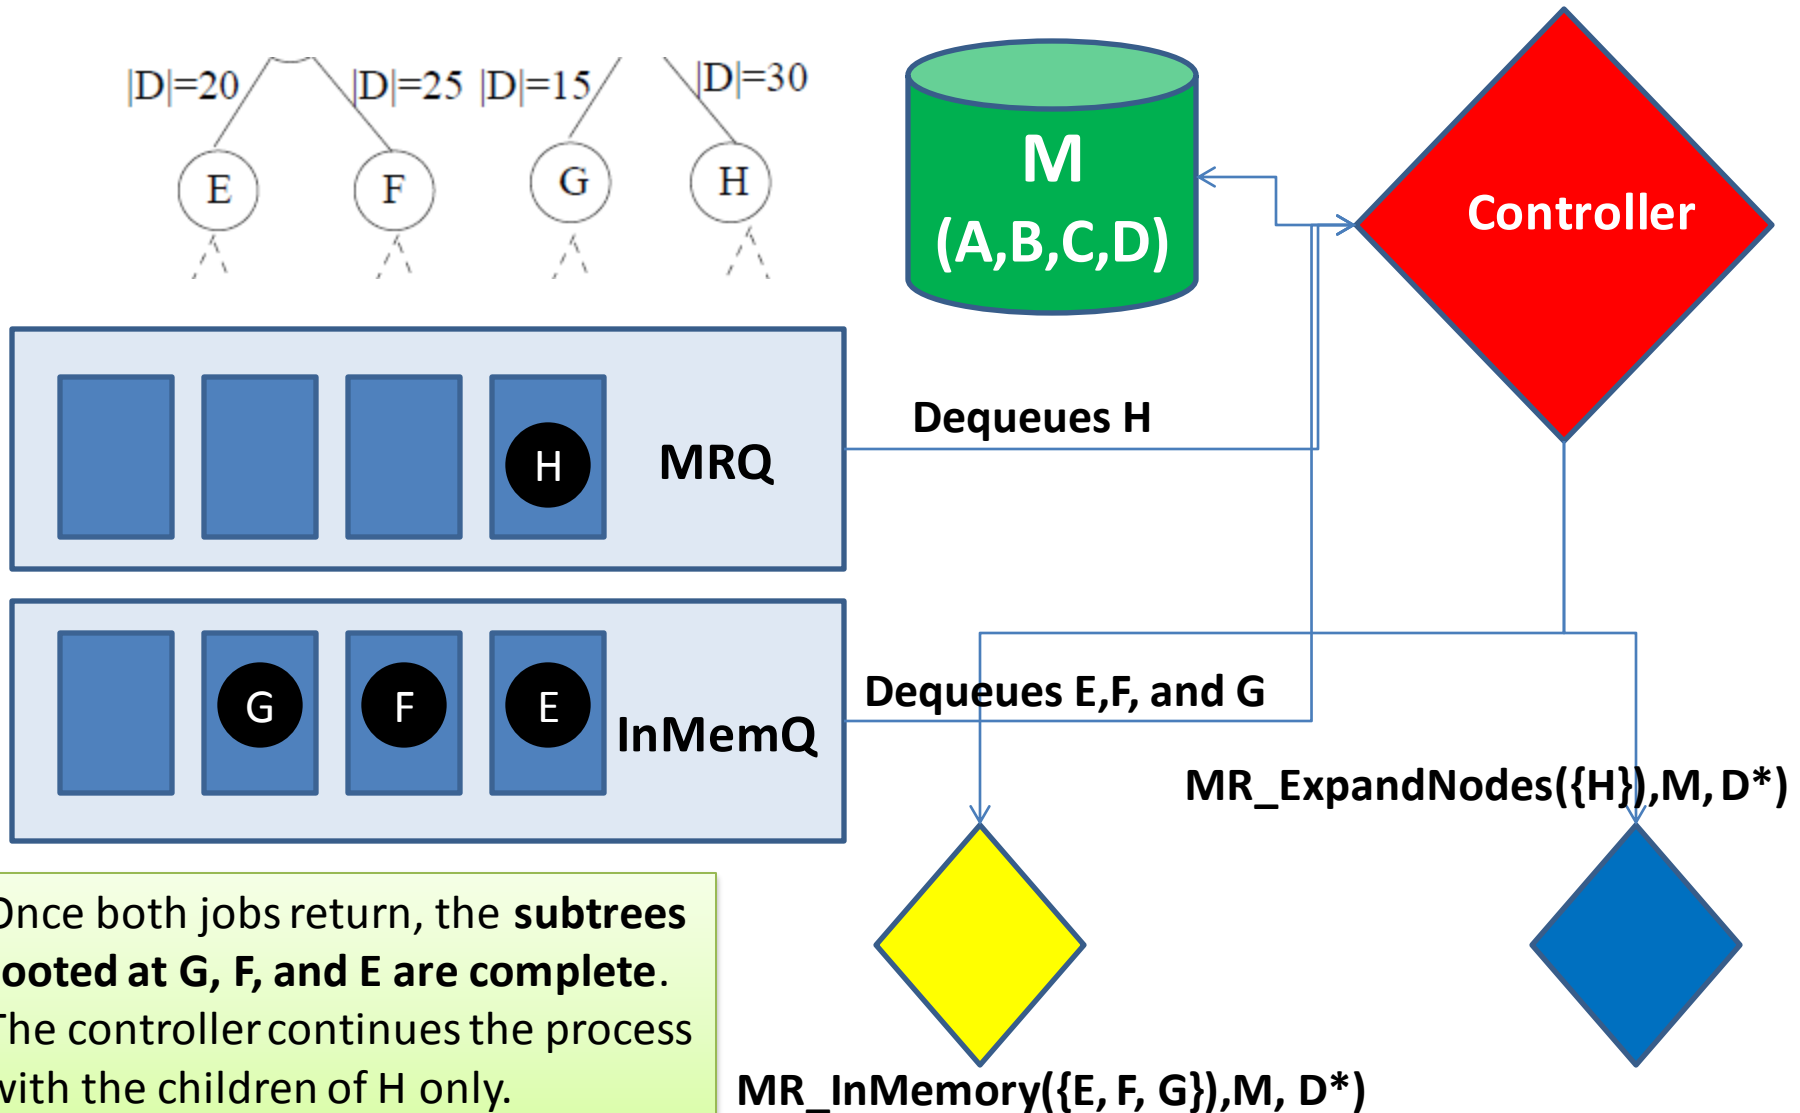 |D|=20
|D|=25
|D|=15
|D|=30
E
F
G
H
M
(A,B,C,D)
Controller
H
MRQ
Dequeues H
G
F
E
InMemQ
Dequeues E,F, and G
MR_ExpandNodes({H}),M, D*)
Once both jobs return, the subtrees
rooted at G, F, and E are complete.
The controller continues the process
with the children of H only.
MR_InMemory({E, F, G}),M, D*)